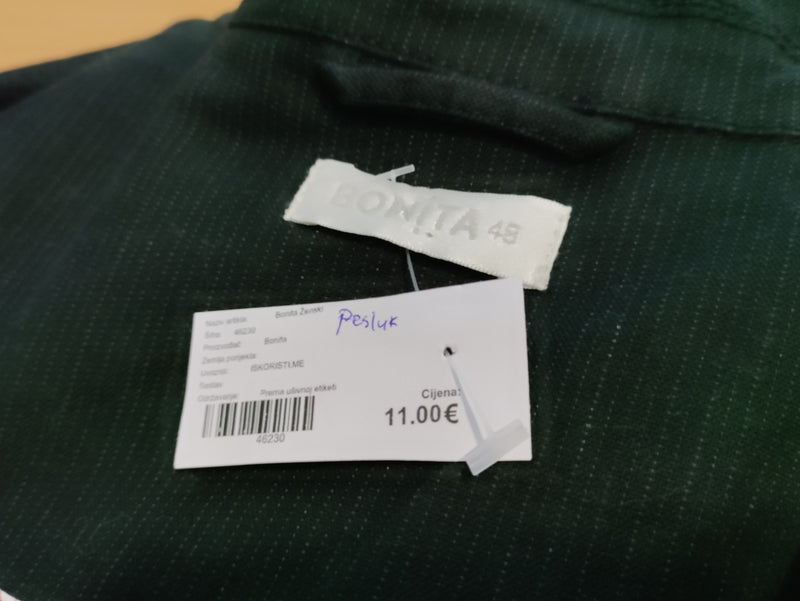 BONITA 48
Naziv artikla: Bonita Ženski Pesluk
Šifra: 46230
Proizvođač: Bonita
Zemlja porijekla:
Uvoznik: ISKORISTI.ME
Sastav
Održavanje: Prema ušivnoj etiketi
46230
Cijena:
11.00€